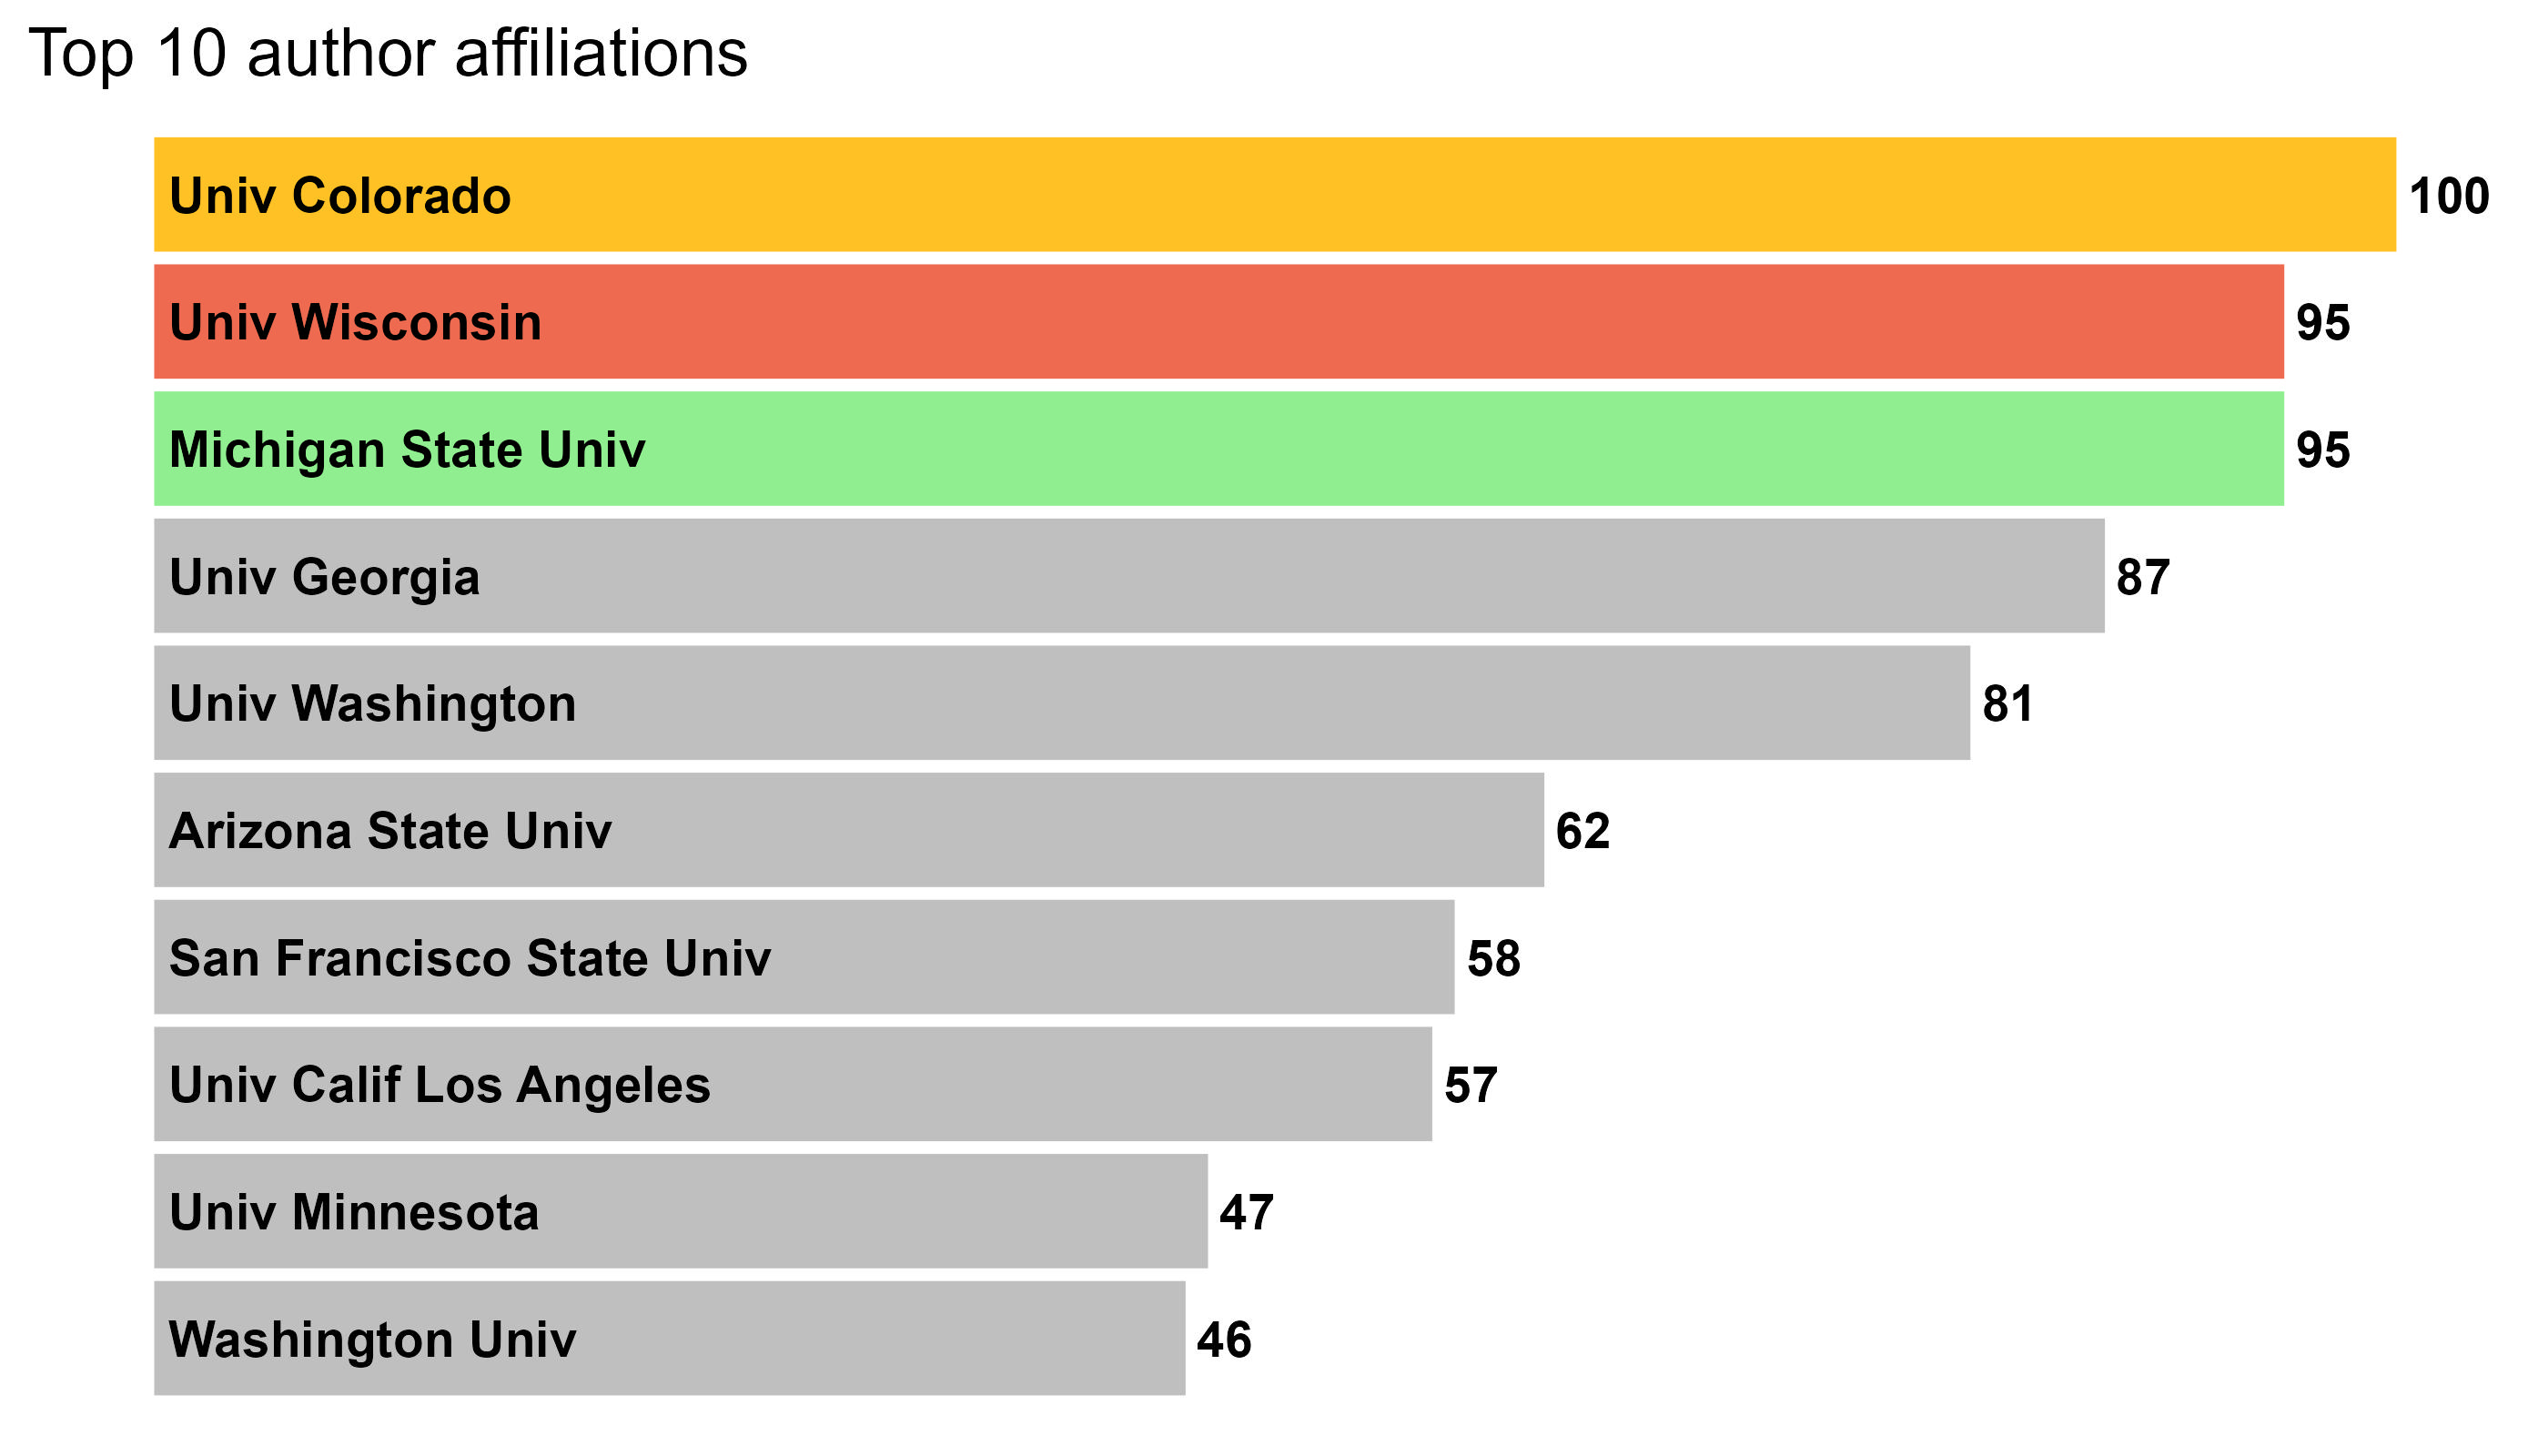 Top 10 author affiliations
Univ Colorado 100
Univ Wisconsin 95
Michigan State Univ 95
Univ Georgia 87
Univ Washington 81
Arizona State Univ 62
San Francisco State Univ 58
Univ Calif Los Angeles 57
Univ Minnesota 47
Washington Univ 46